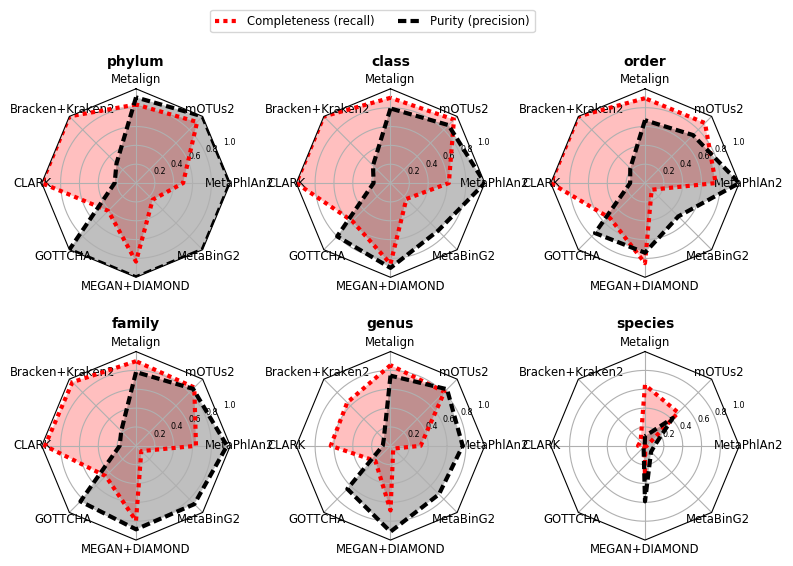 Completeness (recall) Purity (precision)
phylum
Metalign
Bracken+Kraken2
mOTUs2
CLARK
MetaPhlAn2
GOTTCHA
MetaBinG2
MEGAN+DIAMOND
0.2 0.4 0.6 0.8 1.0
class
Metalign
Bracken+Kraken2
mOTUs2
CLARK
MetaPhlAn2
GOTTCHA
MetaBinG2
MEGAN+DIAMOND
0.2 0.4 0.6 0.8 1.0
order
Metalign
Bracken+Kraken2
mOTUs2
CLARK
MetaPhlAn2
GOTTCHA
MetaBinG2
MEGAN+DIAMOND
0.2 0.4 0.6 0.8 1.0
family
Metalign
Bracken+Kraken2
mOTUs2
CLARK
MetaPhlAn2
GOTTCHA
MetaBinG2
MEGAN+DIAMOND
0.2 0.4 0.6 0.8 1.0
genus
Metalign
Bracken+Kraken2
mOTUs2
CLARK
MetaPhlAn2
GOTTCHA
MetaBinG2
MEGAN+DIAMOND
0.2 0.4 0.6 0.8 1.0
species
Metalign
Bracken+Kraken2
mOTUs2
CLARK
MetaPhlAn2
GOTTCHA
MetaBinG2
MEGAN+DIAMOND
0.2 0.4 0.6 0.8 1.0